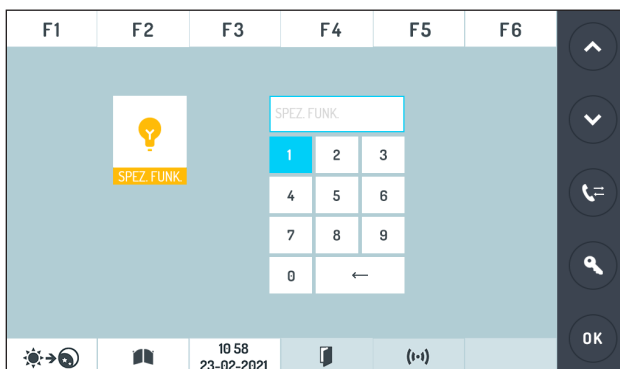 F1 F2 F3 F4 F5 F6
SPEZ. FUNK.
SPEZ. FUNK.
1 2 3
4 5 6
7 8 9
0 ←
10 58
23-02-2021
OK